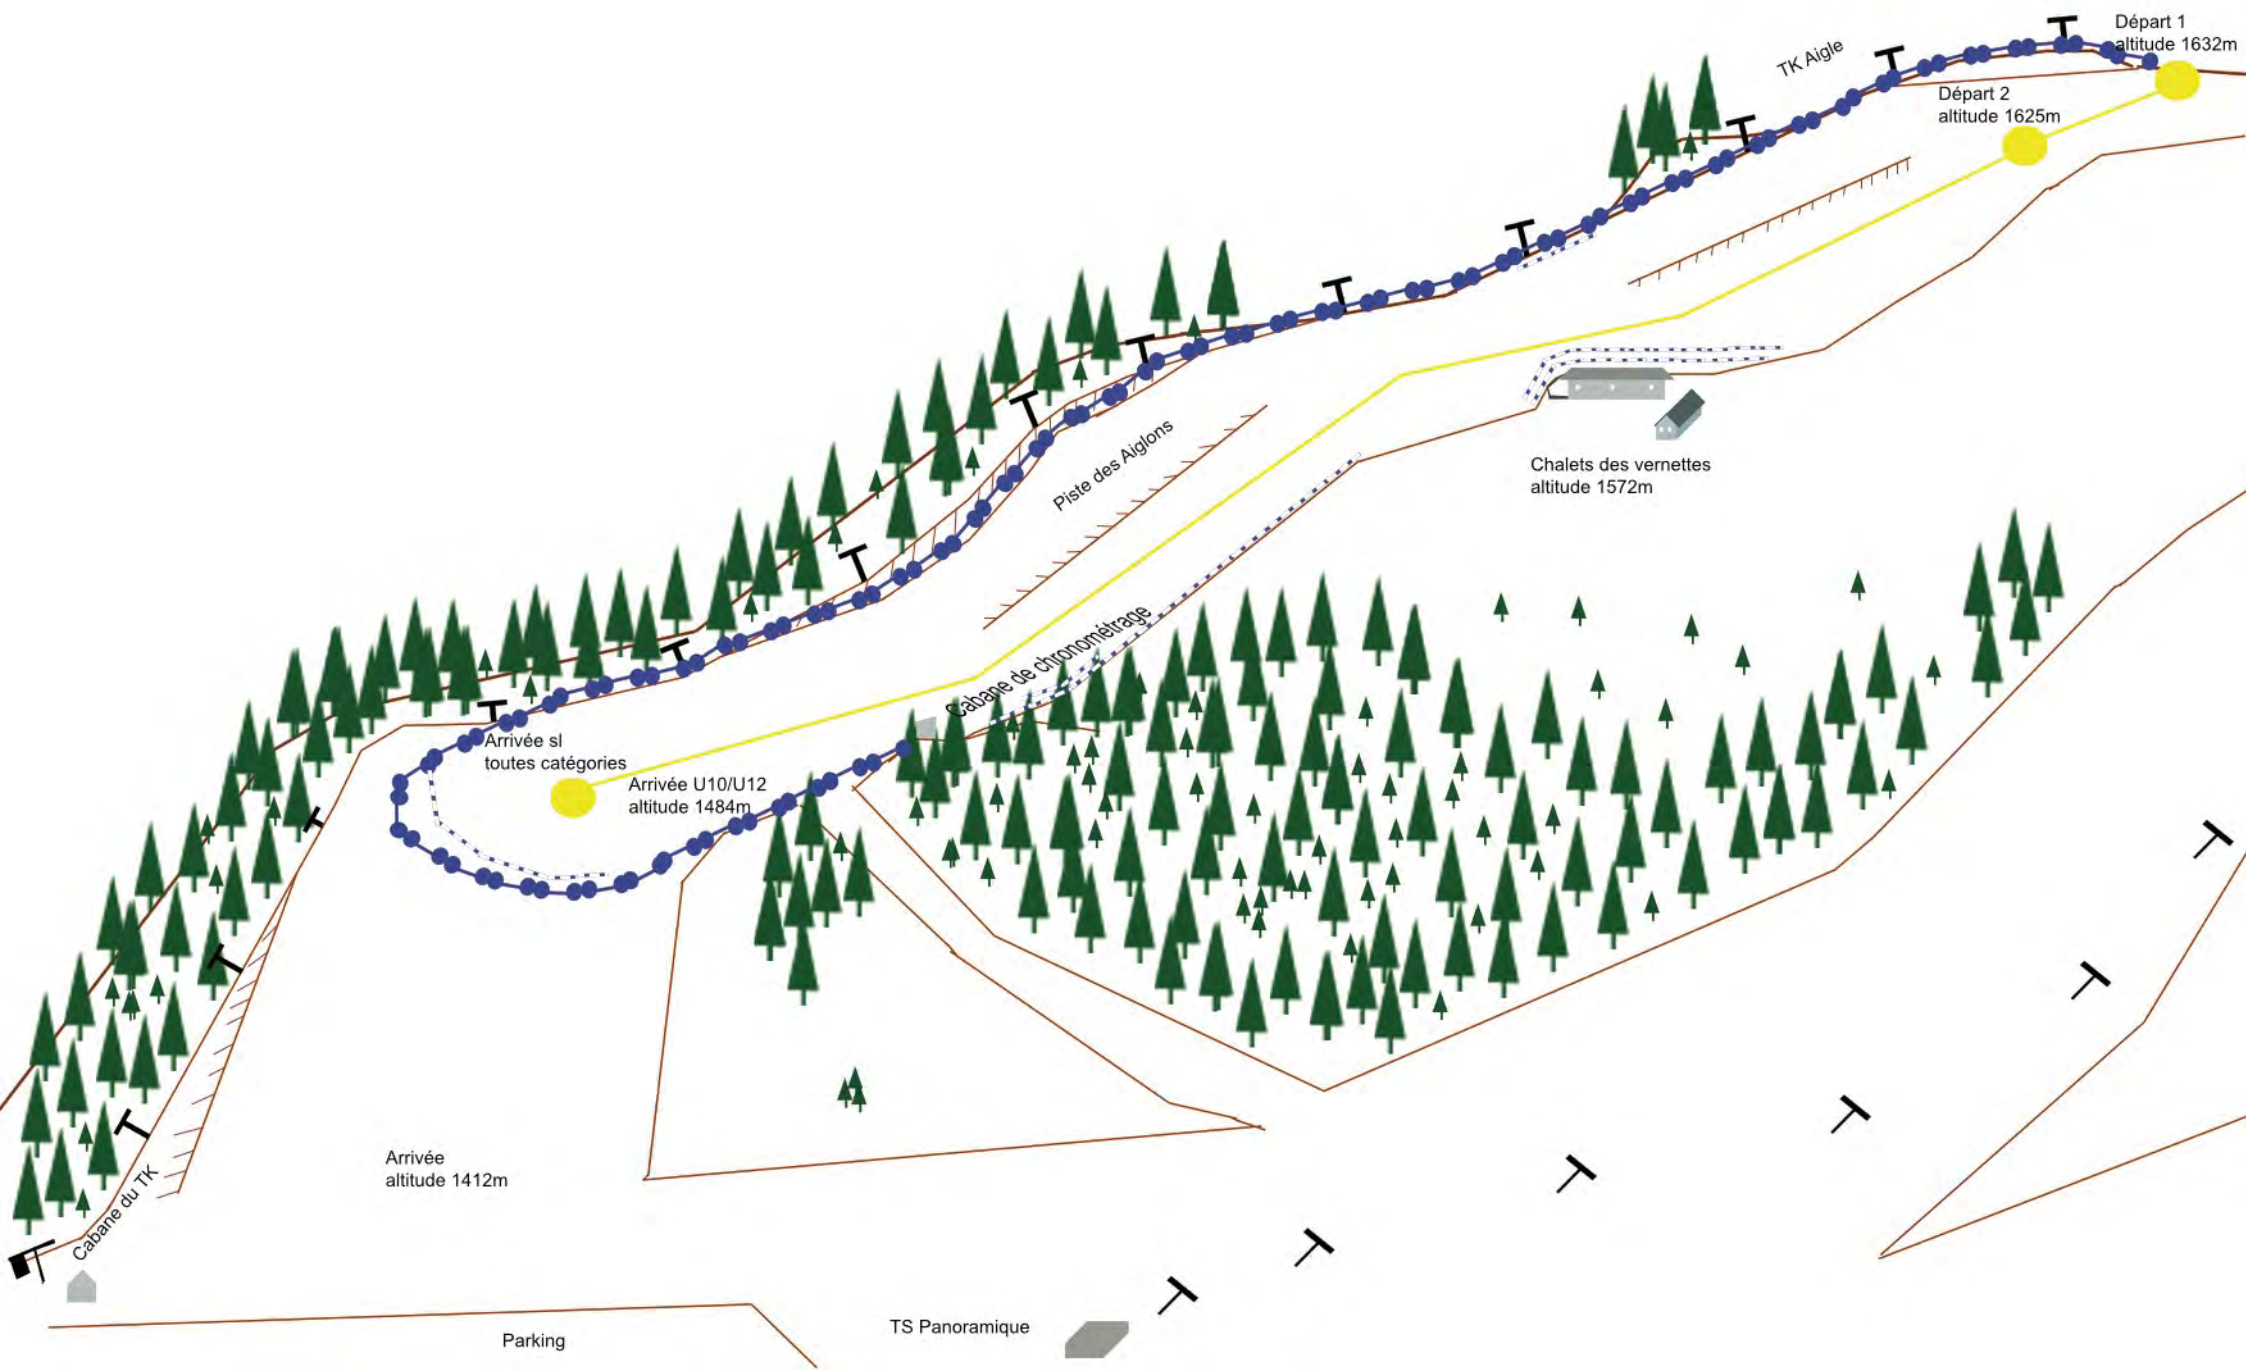 Départ 1
altitude 1632m
TK Aigle
Départ 2
altitude 1625m
Piste des Aiglons
Chalets des vernettes
altitude 1572m
Cabane de chronométrage
Arrivée sl
toutes catégories
Arrivée U10/U12
altitude 1484m
Arrivée
altitude 1412m
Cabane du TK
TS Panoramique
Parking